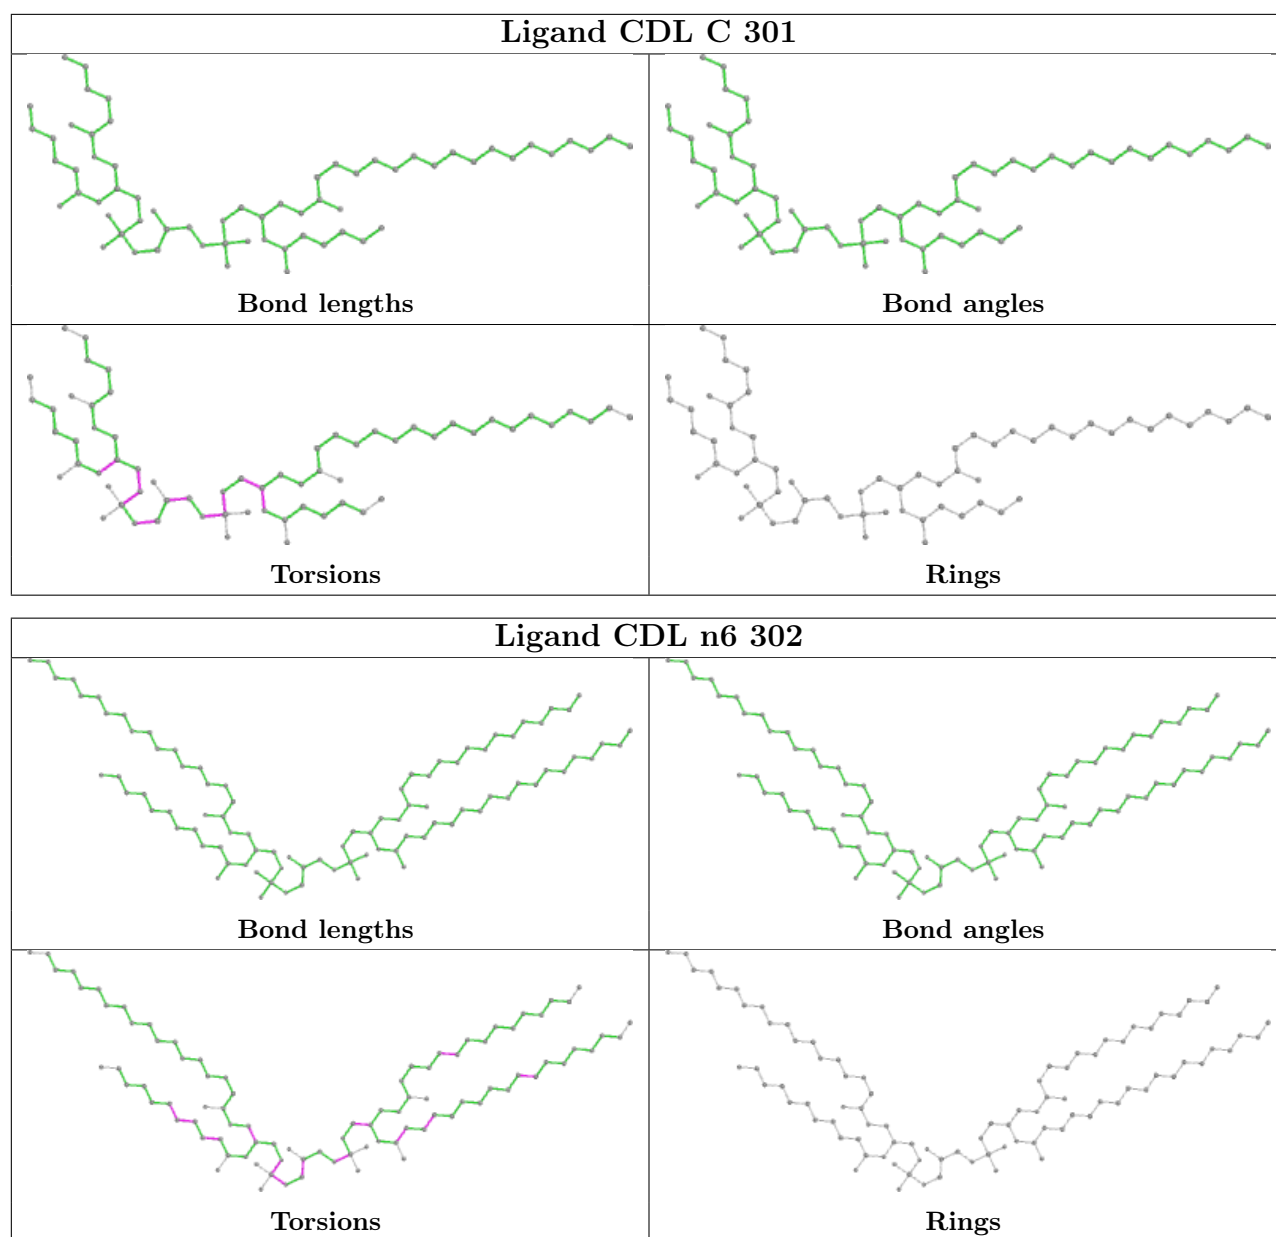 Ligand CDL C 301
Bond lengths
Bond angles
Torsions
Rings
Ligand CDL n6 302
Bond lengths
Bond angles
Torsions
Rings